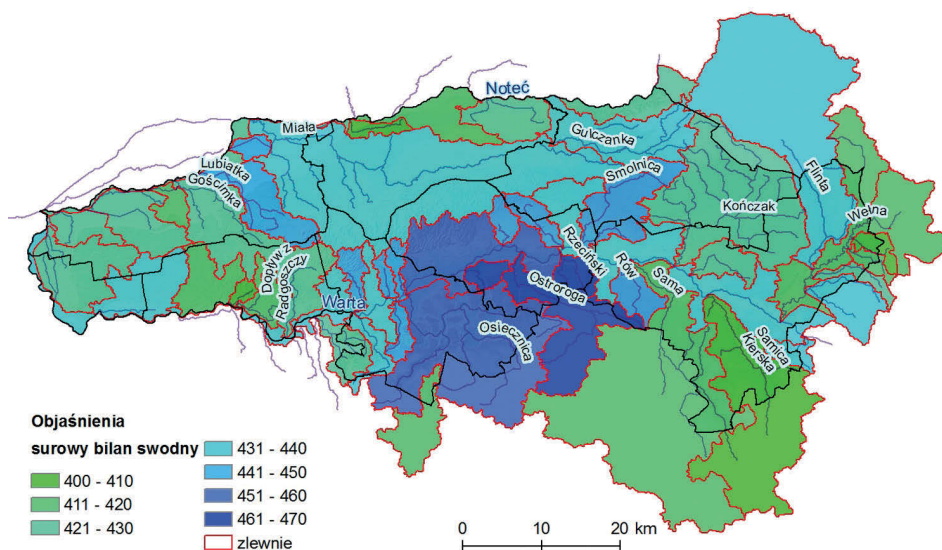 Noteć
Miała
Gulczanka
Lubiatka
Gościnka
Smolnica
Flinta
Kończak
Wełna
Dopływ z
Radgoszczy
Rzeciński
Rów
Sama
Ostroroga
Warta
Osiecznica
Samica
Kierska
Objaśnienia
surowy bilan swodny
400 - 410
411 - 420
421 - 430
431 - 440
441 - 450
451 - 460
461 - 470
zlewnie
0 10 20 km